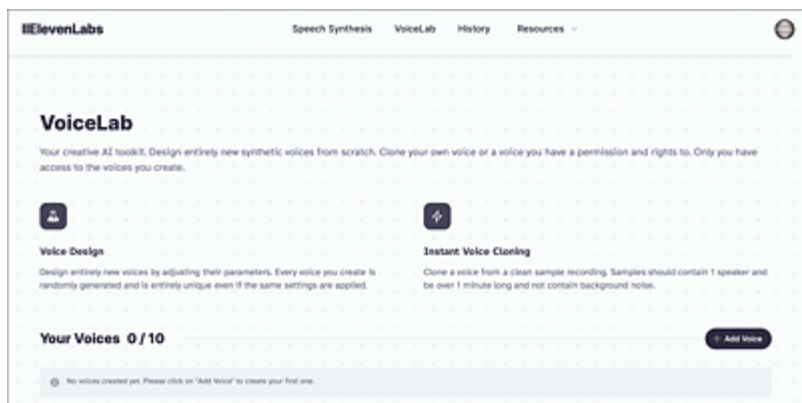 IIElevenLabs
Speech Synthesis VoiceLab History Resources
VoiceLab
Your creative AI toolkit. Design entirely new synthetic voices from scratch. Clone your own voice or a voice you have a permission and rights to. Only you have
access to the voices you create.
Voice Design
Design entirely new voices by adjusting their parameters. Every voice you create is
randomly generated and is entirely unique even if the same settings are applied.
Instant Voice Cloning
Clone a voice from a clean sample recording. Samples should contain 1 speaker and
be over 1 minute long and not contain background noise.
Your Voices 0 / 10
+ Add Voice
No voices created yet. Please click on "Add Voice" to create your first one.